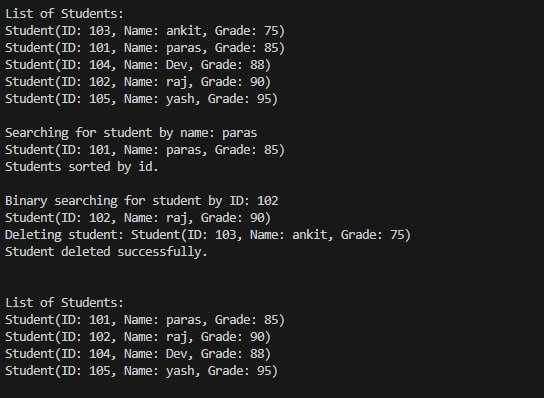 List of Students:
Student(ID: 103, Name: ankit, Grade: 75)
Student(ID: 101, Name: paras, Grade: 85)
Student(ID: 104, Name: Dev, Grade: 88)
Student(ID: 102, Name: raj, Grade: 90)
Student(ID: 105, Name: yash, Grade: 95)

Searching for student by name: paras
Student(ID: 101, Name: paras, Grade: 85)
Students sorted by id.

Binary searching for student by ID: 102
Student(ID: 102, Name: raj, Grade: 90)
Deleting student: Student(ID: 103, Name: ankit, Grade: 75)
Student deleted successfully.


List of Students:
Student(ID: 101, Name: paras, Grade: 85)
Student(ID: 102, Name: raj, Grade: 90)
Student(ID: 104, Name: Dev, Grade: 88)
Student(ID: 105, Name: yash, Grade: 95)